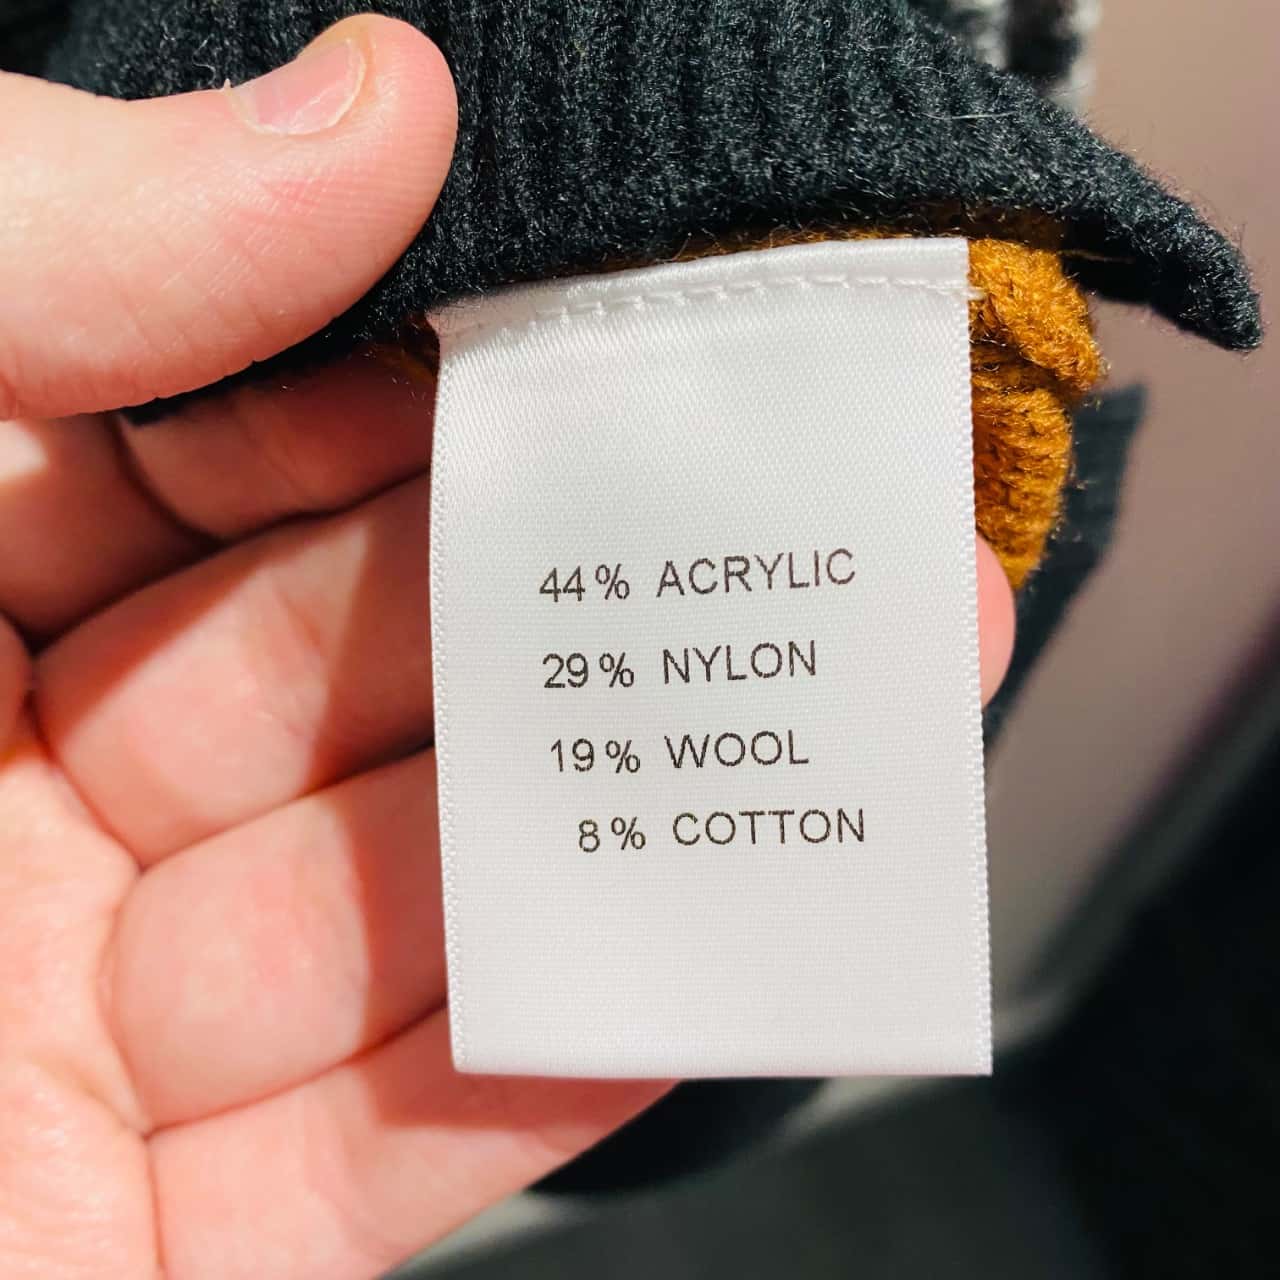 44% ACRYLIC
29% NYLON
19% WOOL
8% COTTON